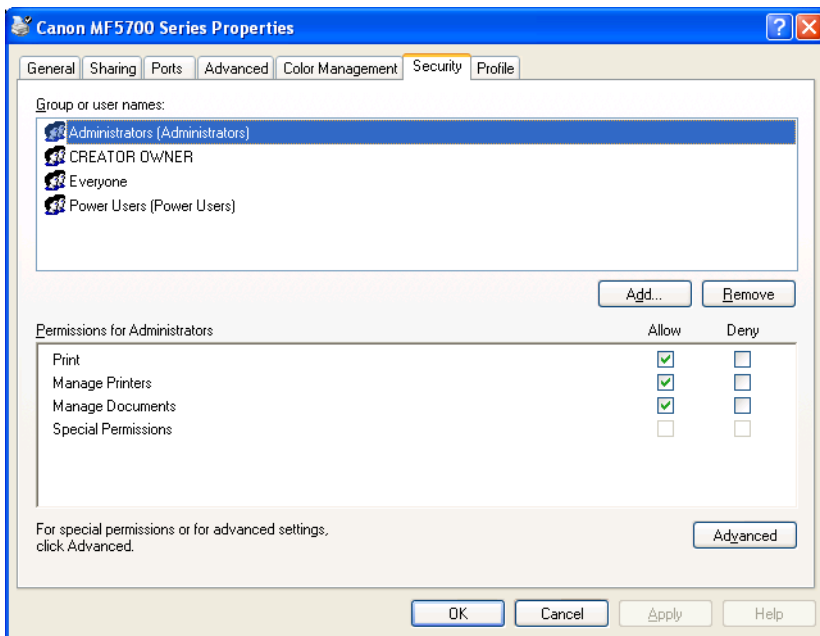 Canon MF5700 Series Properties
General Sharing Ports Advanced Color Management Security Profile
Group or user names:
Administrators (Administrators)
CREATOR OWNER
Everyone
Power Users (Power Users)
Add... Remove
Permissions for Administrators Allow Deny
Print
Manage Printers
Manage Documents
Special Permissions
For special permissions or for advanced settings,
click Advanced.
Advanced
OK Cancel Apply Help